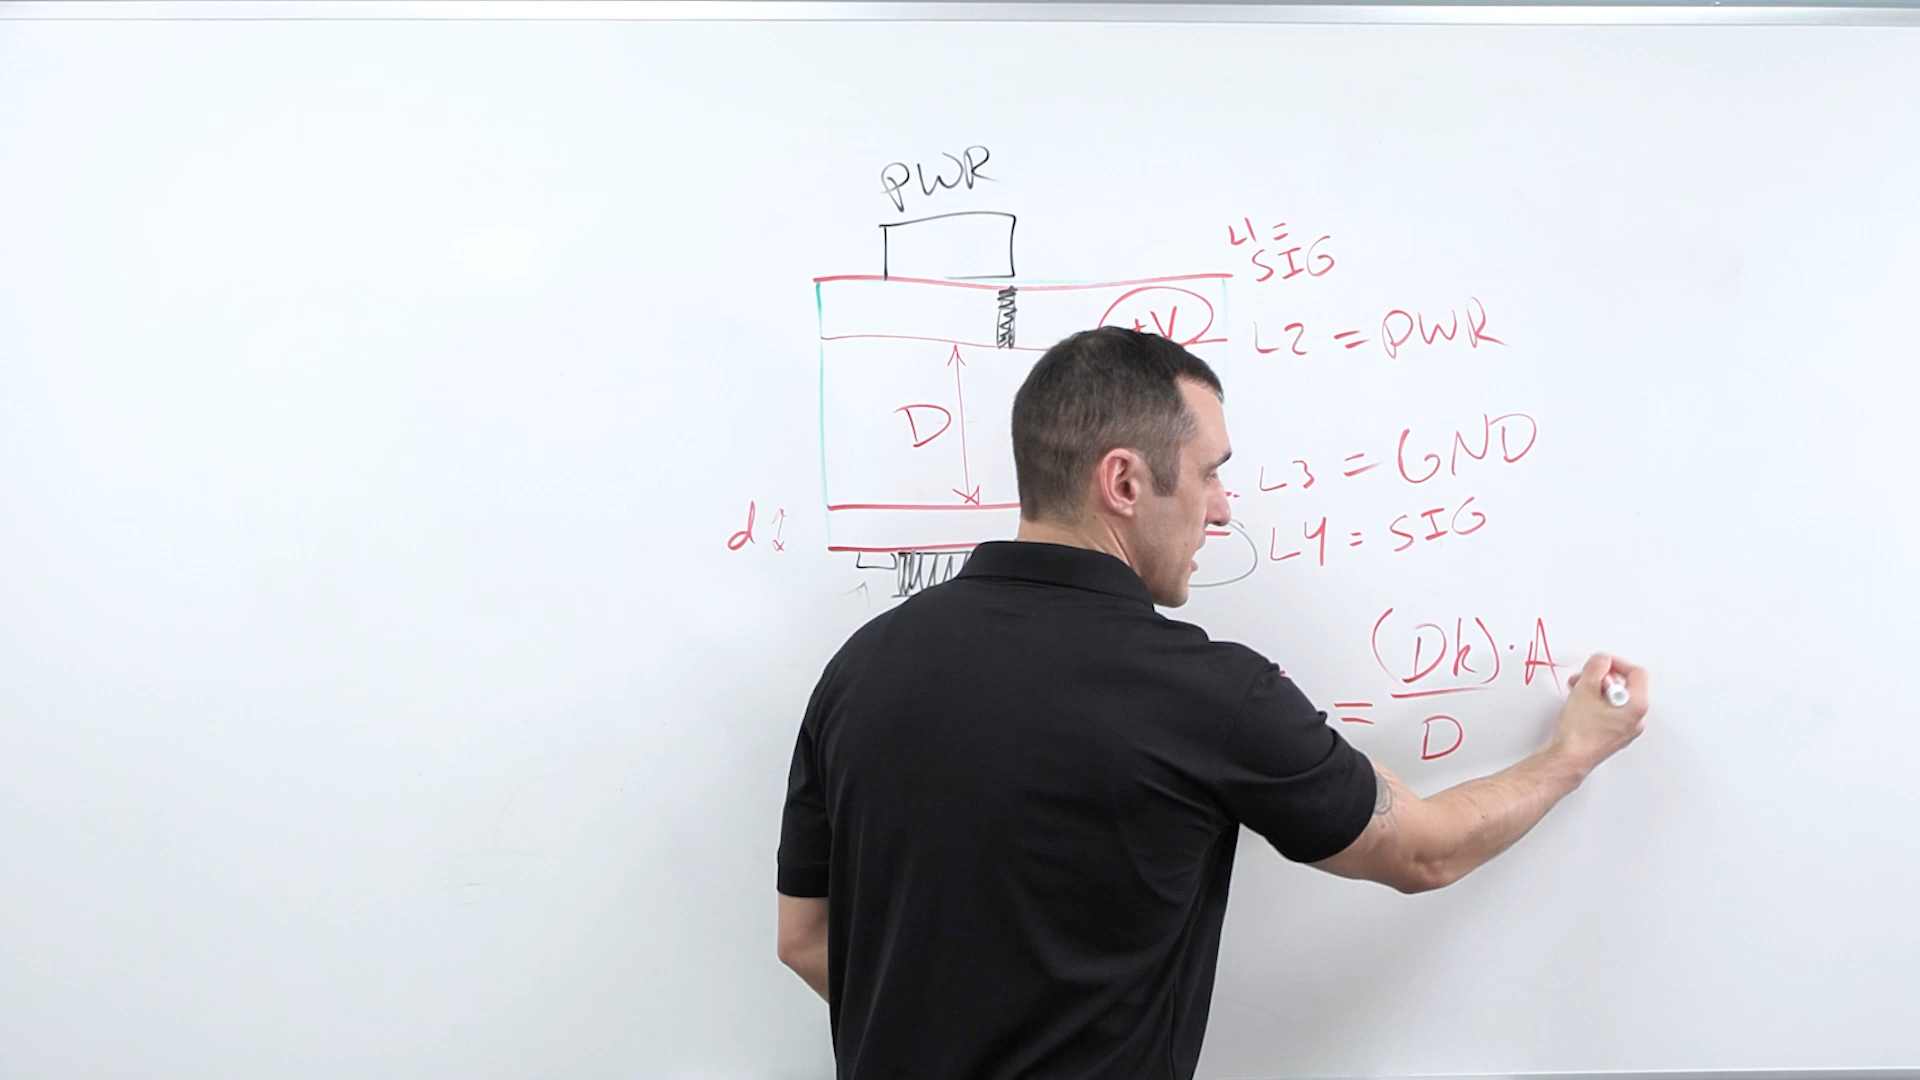 PWR
L1 =
SIG
+V
L2 = PWR
D
L3 = GND
d
L4 = SIG
= (Dk) · A
D